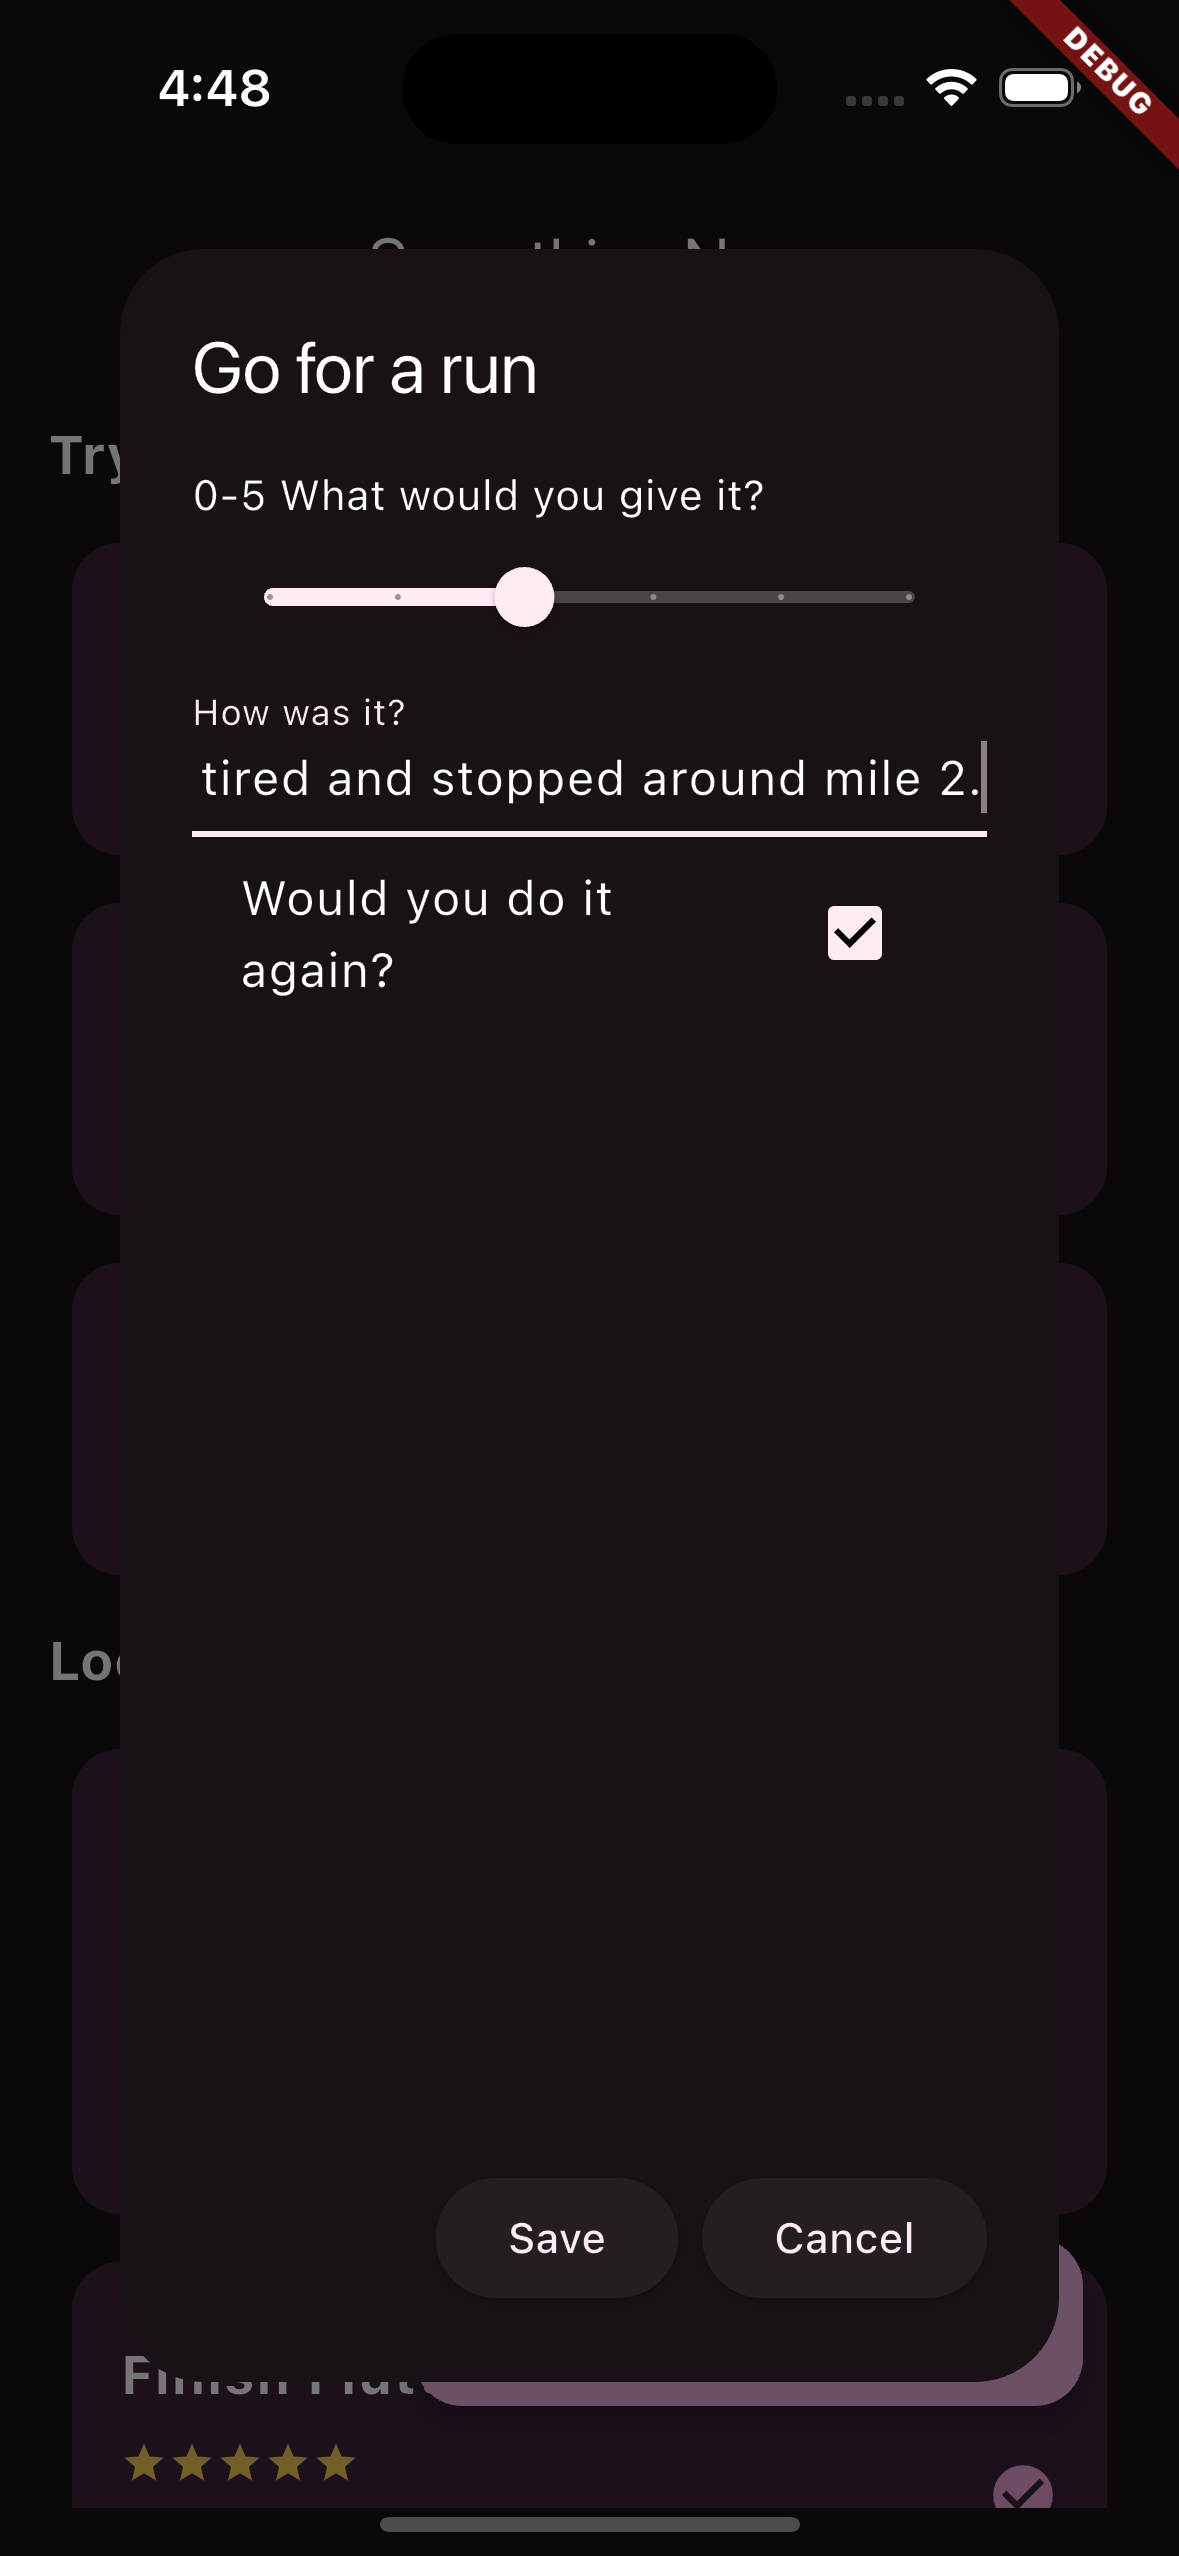 4:48
DEBUG
Try
Go for a run
0-5 What would you give it?
How was it?
tired and stopped around mile 2.
Would you do it
again?
Save
Cancel